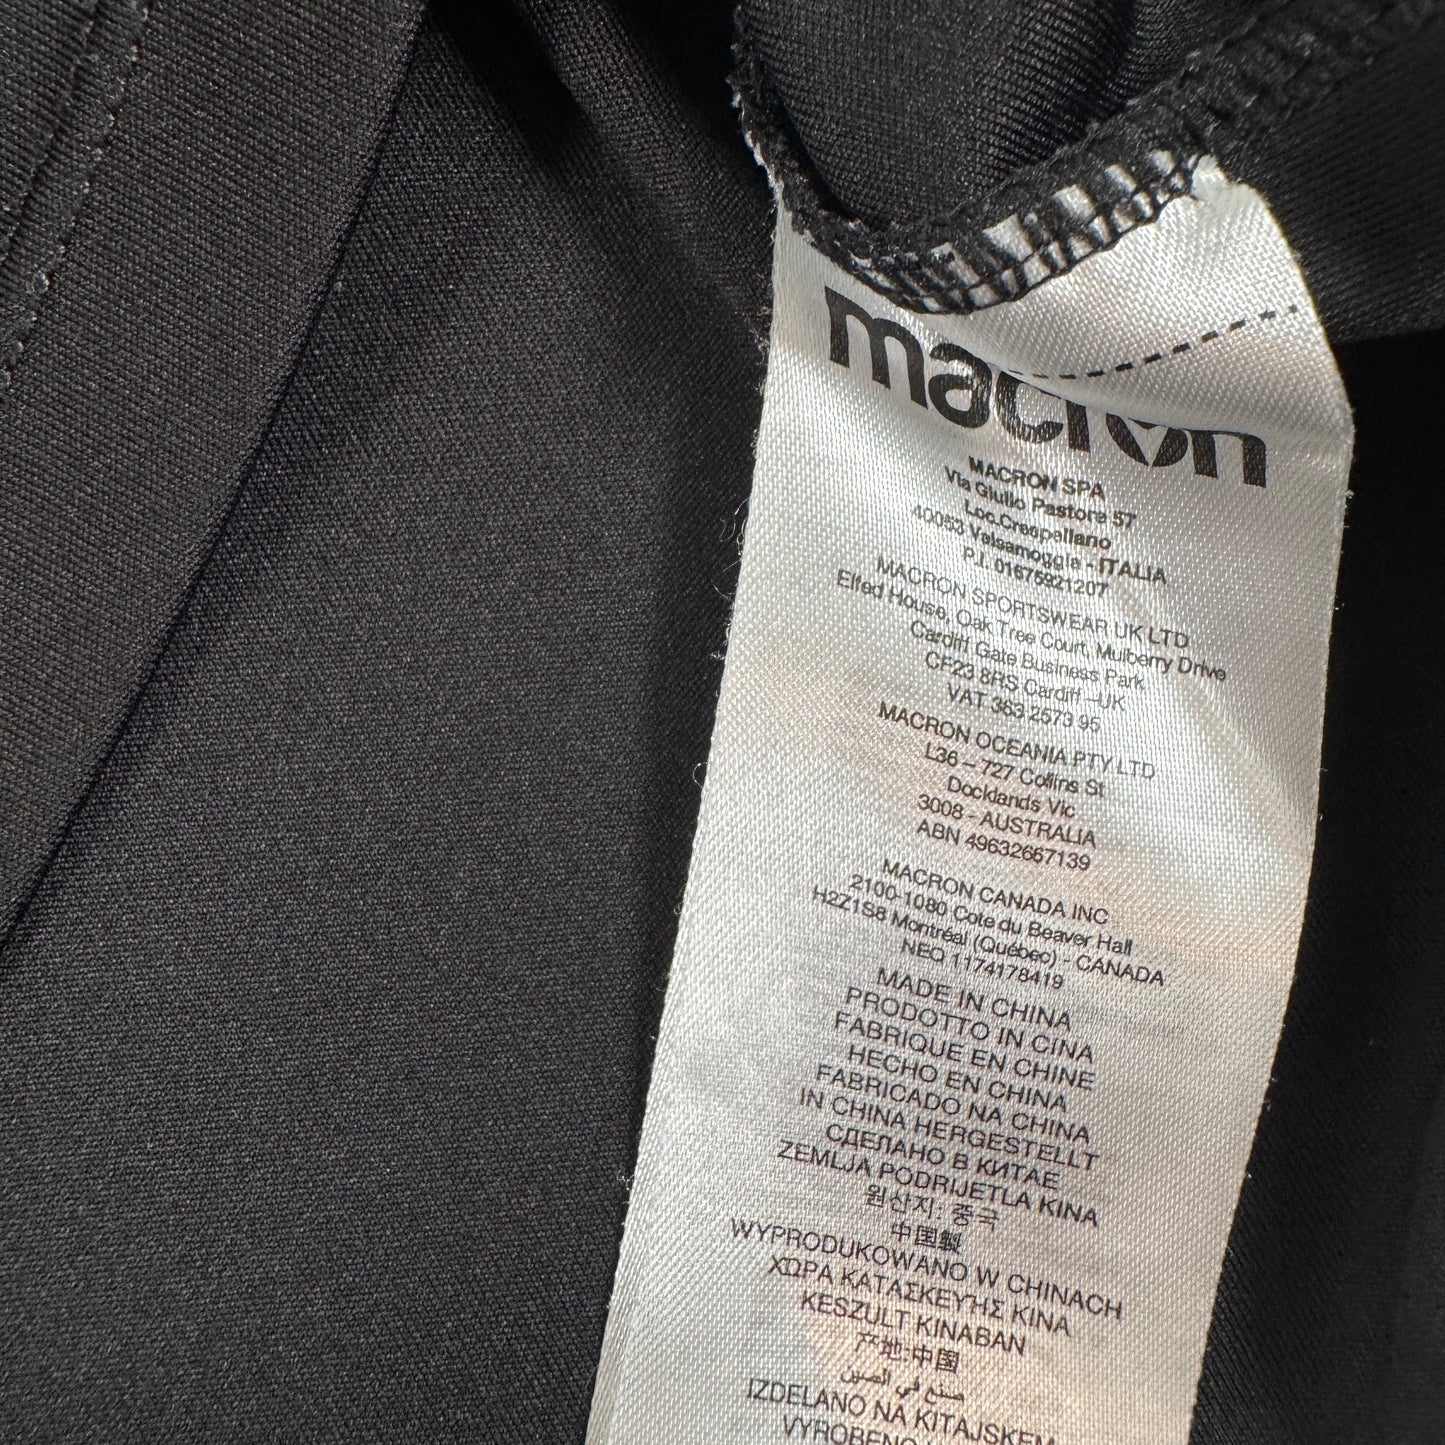 macron
MACRON SPA
Via Giulio Pastore 57
Loc.Crespellano
40053 Valsamoggia - ITALIA
P.I. 01675921207
MACRON SPORTSWEAR UK LTD
Elfed House, Oak Tree Court, Mulberry Drive
Cardiff Gate Business Park
CF23 8RS Cardiff –UK
VAT 363 2573 95
MACRON OCEANIA PTY LTD
L36 – 727 Collins St
Docklands Vic
3008 - AUSTRALIA
ABN 49632657139
MACRON CANADA INC
2100-1080 Cote du Beaver Hall
H2Z1S8 Montréal (Québec) - CANADA
NEQ 1174178419
MADE IN CHINA
PRODOTTO IN CINA
FABRIQUE EN CHINE
HECHO EN CHINA
FABRICADO NA CHINA
IN CHINA HERGESTELLT
СДЕЛАНО В КИТАЕ
ZEMLJA PODRIJETLA KINA
원산지: 중국
中国製
WYPRODUKOWANO W CHINACH
ΧΩΡΑ ΚΑΤΑΣΚΕΥΗΣ ΚΙΝΑ
KESZULT KINABAN
产地:中国
صنع في الصين
IZDELANO NA KITAJSKEM
VYROBENO